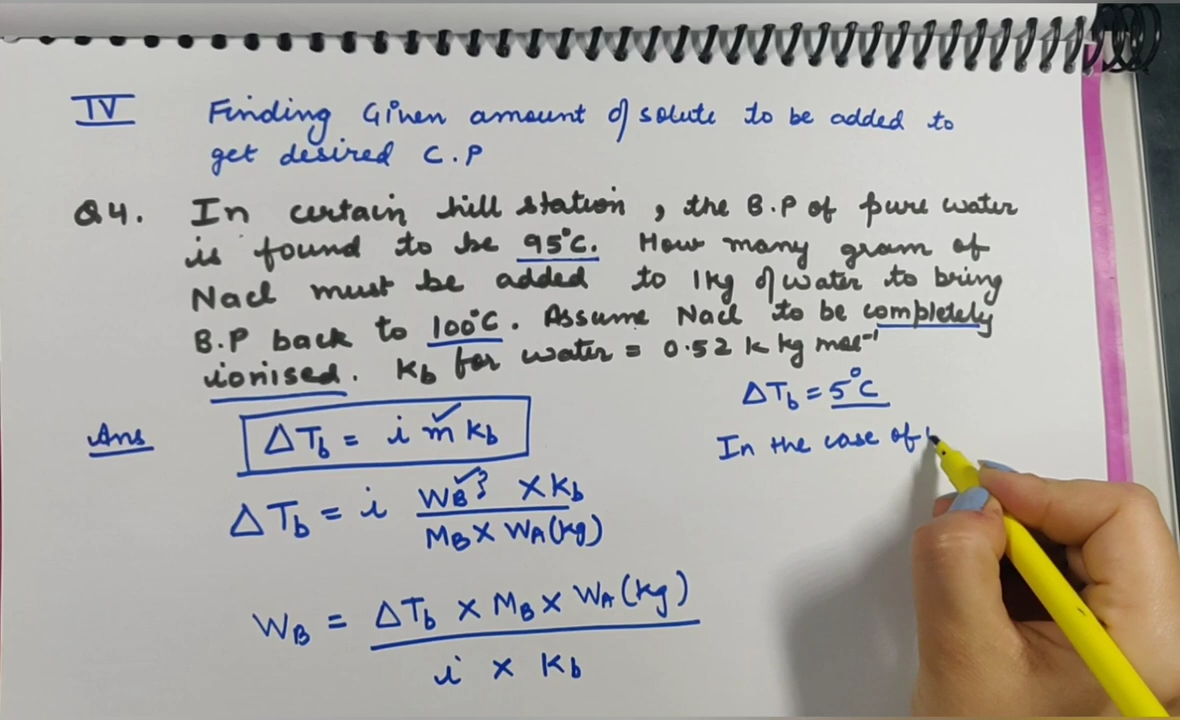 IV Finding Given amount of solute to be added to
get desired C.P
Q4. In certain hill station, the B.P of pure water
is found to be 95°C. How many gram of
Nacl must be added to 1kg of water to bring
B.P back to 100°C. Assume Nacl to be completely
ionised. Kb for water = 0.52 K kg mol⁻¹
ΔTb = 5°C
Ans ΔTb = i m Kb
In the case of
ΔTb = i WB × Kb / MB × WA (kg)
WB = ΔTb × MB × WA (kg) / i × Kb